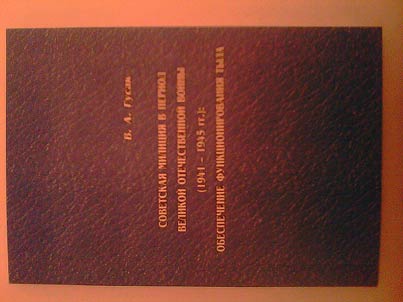 В. А. Гусак
СОВЕТСКАЯ МИЛИЦИЯ В ПЕРИОД
ВЕЛИКОЙ ОТЕЧЕСТВЕННОЙ ВОЙНЫ
(1941 – 1945 гг.):
ОБЕСПЕЧЕНИЕ ФУНКЦИОНИРОВАНИЯ ТЫЛА